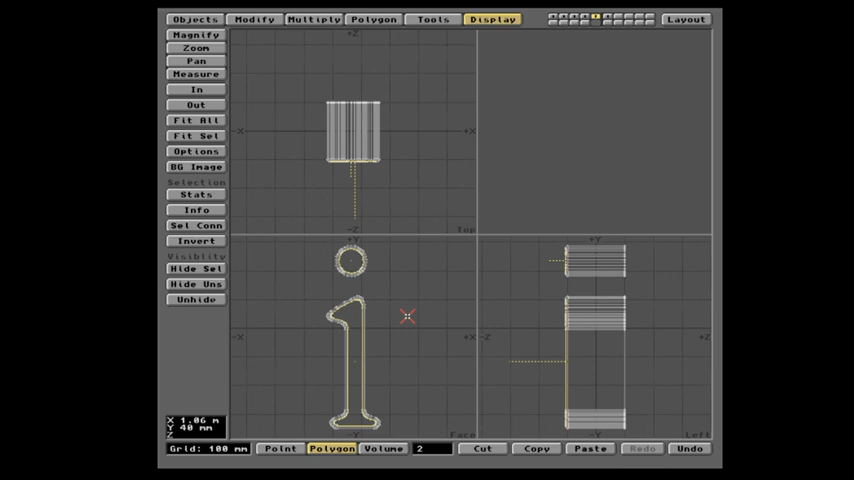 Objects Modify Multiply Polygon Tools Display Layout
Magnify
Zoom
Pan
Measure
In
Out
Fit All
Fit Sel
Options
BG Image
Selection
Stats
Info
Sel Conn
Invert
Visiblity
Hide Sel
Hide Uns
Unhide
+Z
-X +X
-Z Top
+Y +Y
-X +X -Z +Z
-Y Face -Y Left
X 1.06 m
Y 40 mm
Z
Grid: 100 mm Point Polygon Volume 2 Cut Copy Paste Redo Undo